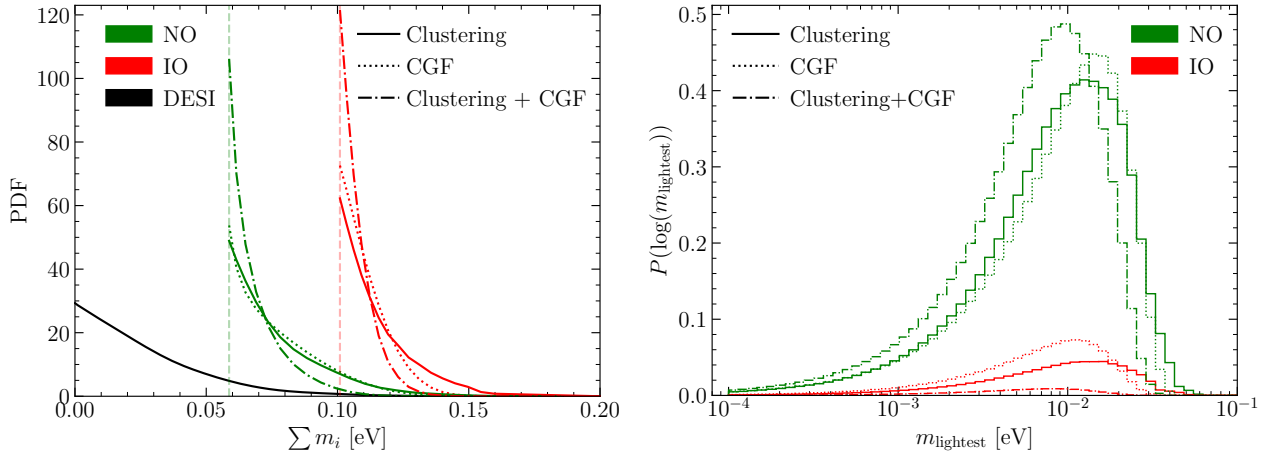 NO
IO
DESI
Clustering
CGF
Clustering + CGF
PDF
120
100
80
60
40
20
0
0.00
0.05
0.10
0.15
0.20
∑ m_i [eV]
Clustering
CGF
Clustering+CGF
NO
IO
P(log(m_lightest))
0.5
0.4
0.3
0.2
0.1
0.0
10^−4
10^−3
10^−2
10^−1
m_lightest [eV]